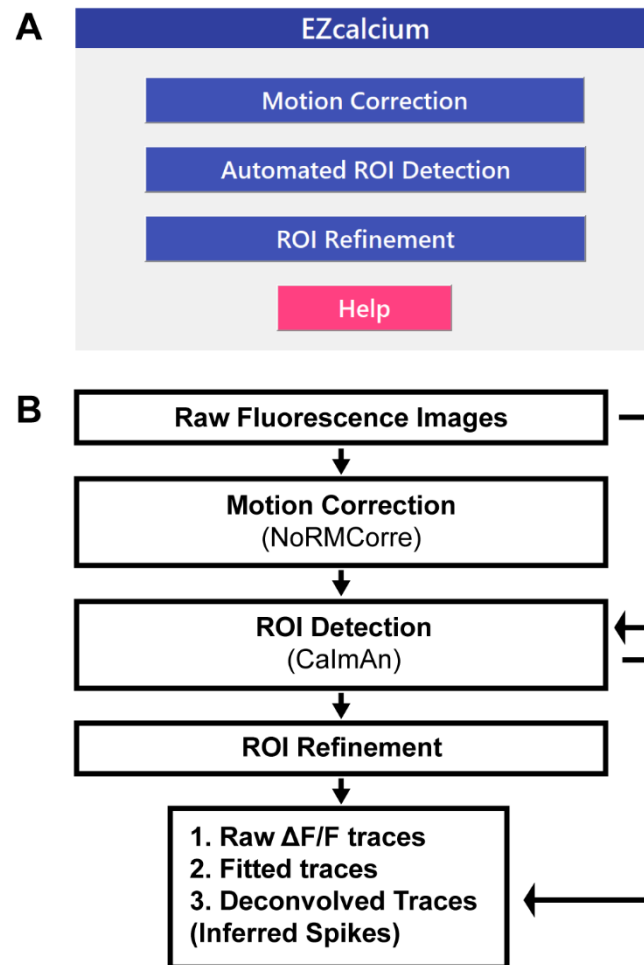 A
EZcalcium
Motion Correction
Automated ROI Detection
ROI Refinement
Help
B
Raw Fluorescence Images
Motion Correction
(NoRMCorre)
ROI Detection
(CaImAn)
ROI Refinement
1. Raw ΔF/F traces
2. Fitted traces
3. Deconvolved Traces
(Inferred Spikes)